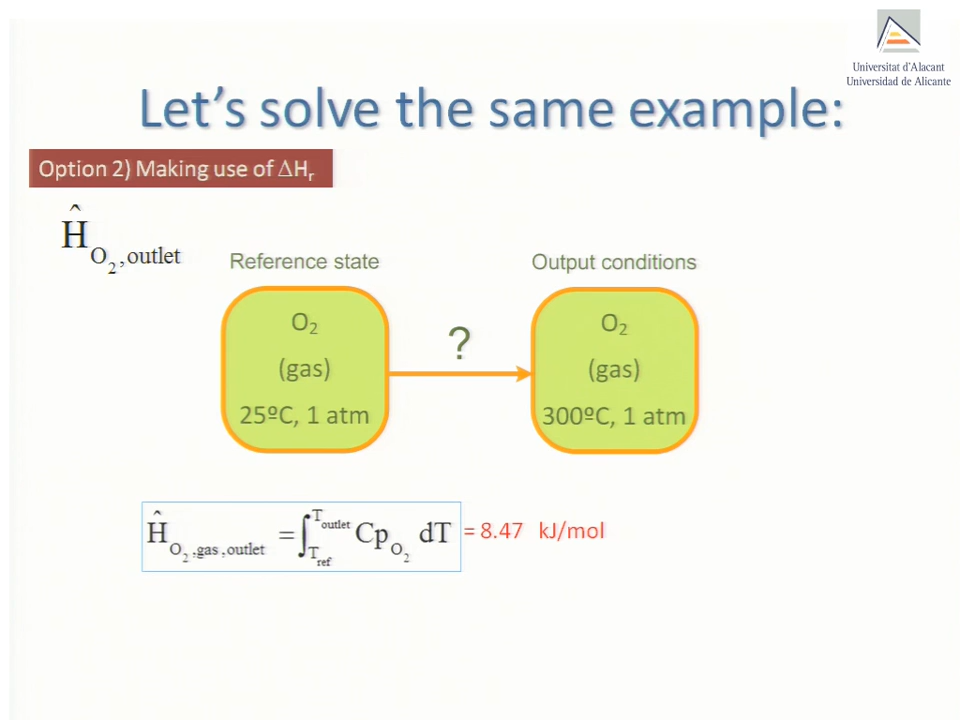 Universitat d'Alacant
Universidad de Alicante
Let's solve the same example:
Option 2) Making use of ΔHr
Ĥ O2,outlet
Reference state
Output conditions
O2
(gas)
25ºC, 1 atm
?
O2
(gas)
300ºC, 1 atm
Ĥ O2,gas,outlet = ∫ Tref Toutlet Cp O2 dT = 8.47 kJ/mol